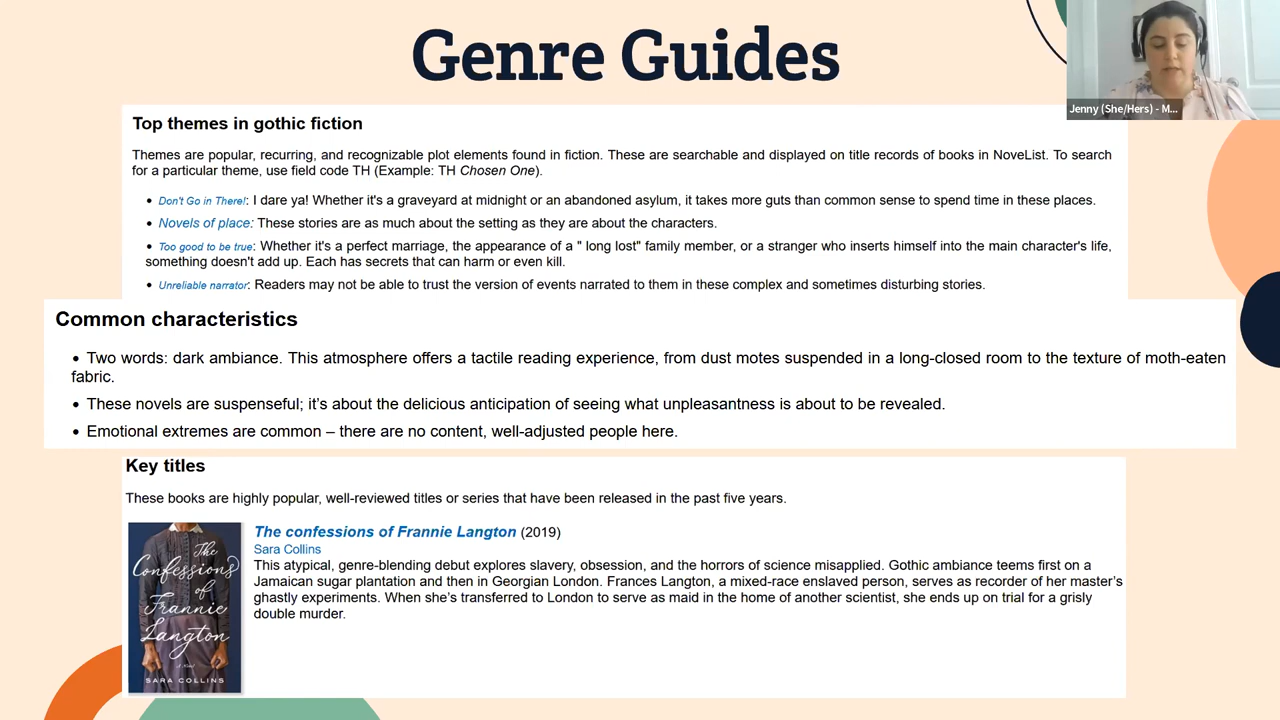 Genre Guides
Jenny (She/Hers) - M...
Top themes in gothic fiction
Themes are popular, recurring, and recognizable plot elements found in fiction. These are searchable and displayed on title records of books in NoveList. To search
for a particular theme, use field code TH (Example: TH Chosen One).
• Don't Go in There!: I dare ya! Whether it's a graveyard at midnight or an abandoned asylum, it takes more guts than common sense to spend time in these places.
• Novels of place: These stories are as much about the setting as they are about the characters.
• Too good to be true: Whether it's a perfect marriage, the appearance of a " long lost" family member, or a stranger who inserts himself into the main character's life,
something doesn't add up. Each has secrets that can harm or even kill.
• Unreliable narrator: Readers may not be able to trust the version of events narrated to them in these complex and sometimes disturbing stories.
Common characteristics
• Two words: dark ambiance. This atmosphere offers a tactile reading experience, from dust motes suspended in a long-closed room to the texture of moth-eaten
fabric.
• These novels are suspenseful; it’s about the delicious anticipation of seeing what unpleasantness is about to be revealed.
• Emotional extremes are common – there are no content, well-adjusted people here.
Key titles
These books are highly popular, well-reviewed titles or series that have been released in the past five years.
The confessions of Frannie Langton (2019)
Sara Collins
This atypical, genre-blending debut explores slavery, obsession, and the horrors of science misapplied. Gothic ambiance teems first on a
Jamaican sugar plantation and then in Georgian London. Frances Langton, a mixed-race enslaved person, serves as recorder of her master’s
ghastly experiments. When she’s transferred to London to serve as maid in the home of another scientist, she ends up on trial for a grisly
double murder.
The
Confessions
of
Frannie
Langton
A Novel
SARA COLLINS